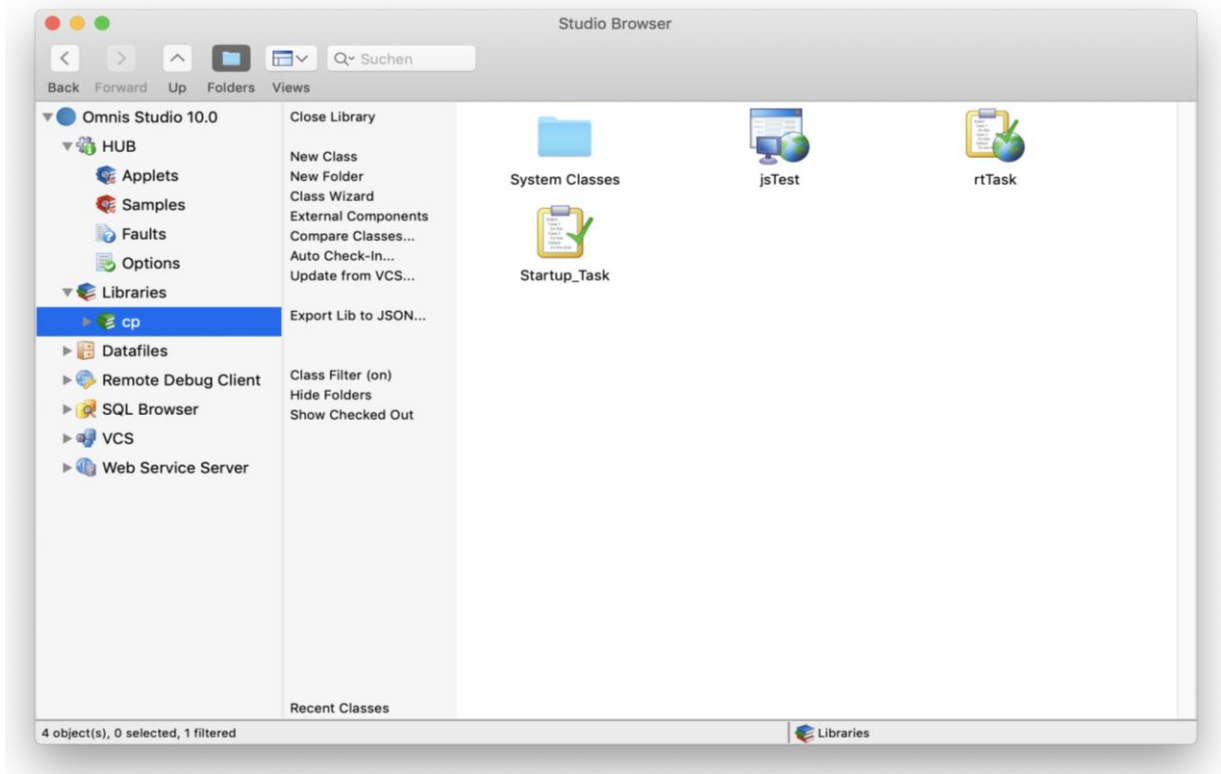 Studio Browser
Suchen
Back Forward Up Folders Views
Omnis Studio 10.0
HUB
Applets
Samples
Faults
Options
Libraries
cp
Datafiles
Remote Debug Client
SQL Browser
VCS
Web Service Server
Close Library
New Class
New Folder
Class Wizard
External Components
Compare Classes...
Auto Check-In...
Update from VCS...
Export Lib to JSON...
Class Filter (on)
Hide Folders
Show Checked Out
Recent Classes
System Classes
jsTest
rtTask
Startup_Task
4 object(s), 0 selected, 1 filtered
Libraries